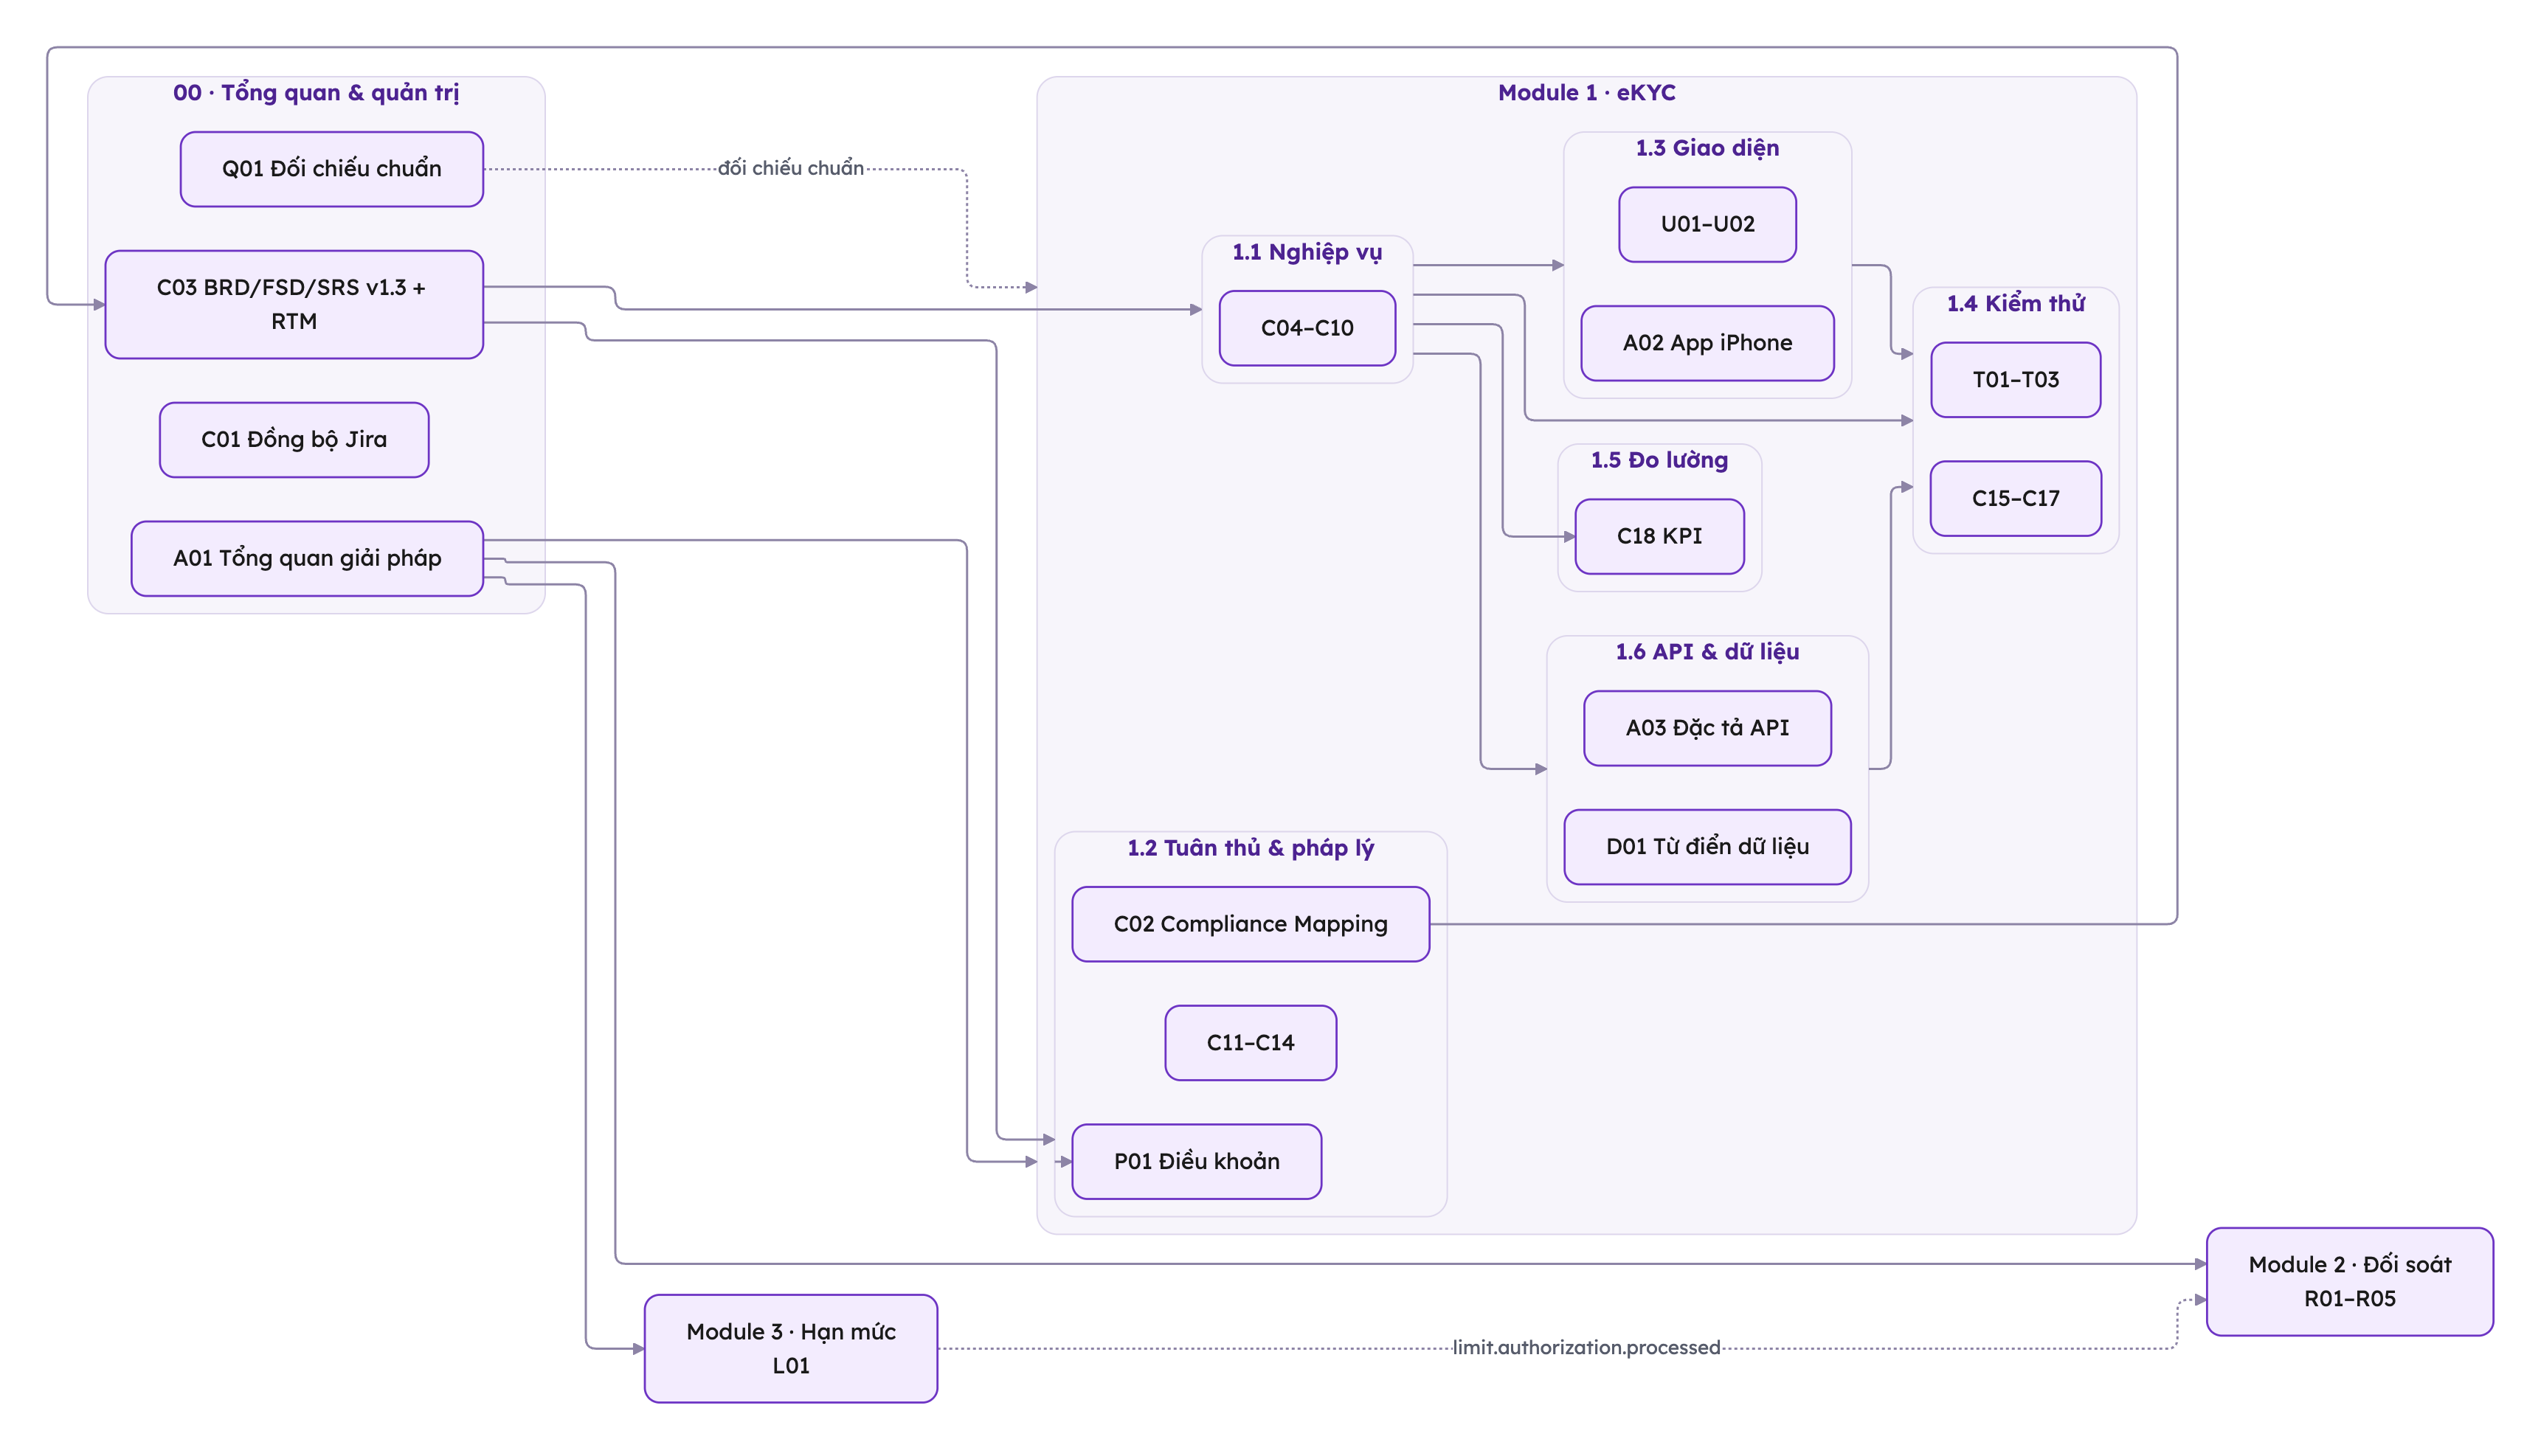 00 · Tổng quan & quản trị
Q01 Đối chiếu chuẩn
C03 BRD/FSD/SRS v1.3 +
RTM
C01 Đồng bộ Jira
A01 Tổng quan giải pháp
đối chiếu chuẩn
Module 1 · eKYC
1.1 Nghiệp vụ
C04–C10
1.3 Giao diện
U01–U02
A02 App iPhone
1.4 Kiểm thử
T01–T03
C15–C17
1.5 Đo lường
C18 KPI
1.6 API & dữ liệu
A03 Đặc tả API
D01 Từ điển dữ liệu
1.2 Tuân thủ & pháp lý
C02 Compliance Mapping
C11–C14
P01 Điều khoản
Module 2 · Đối soát
R01–R05
Module 3 · Hạn mức
L01
limit.authorization.processed